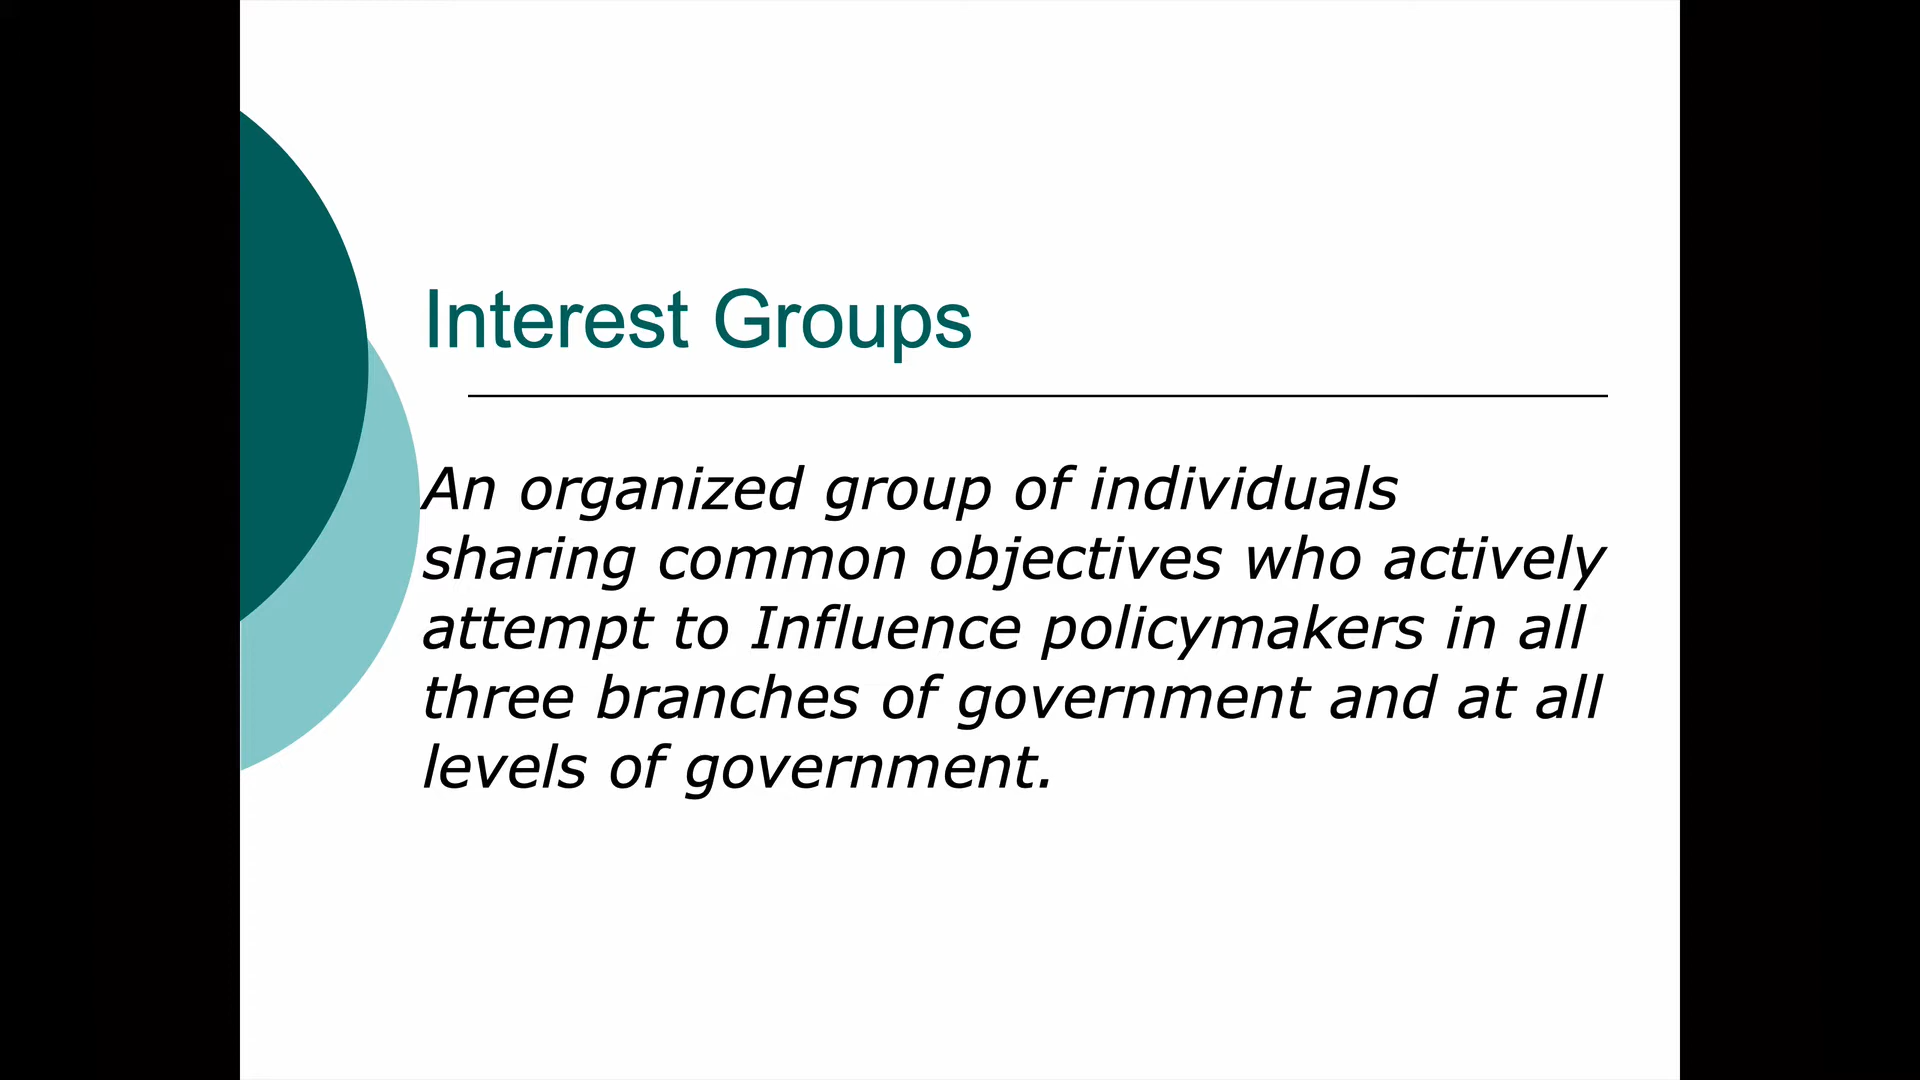 Interest Groups
An organized group of individuals
sharing common objectives who actively
attempt to Influence policymakers in all
three branches of government and at all
levels of government.